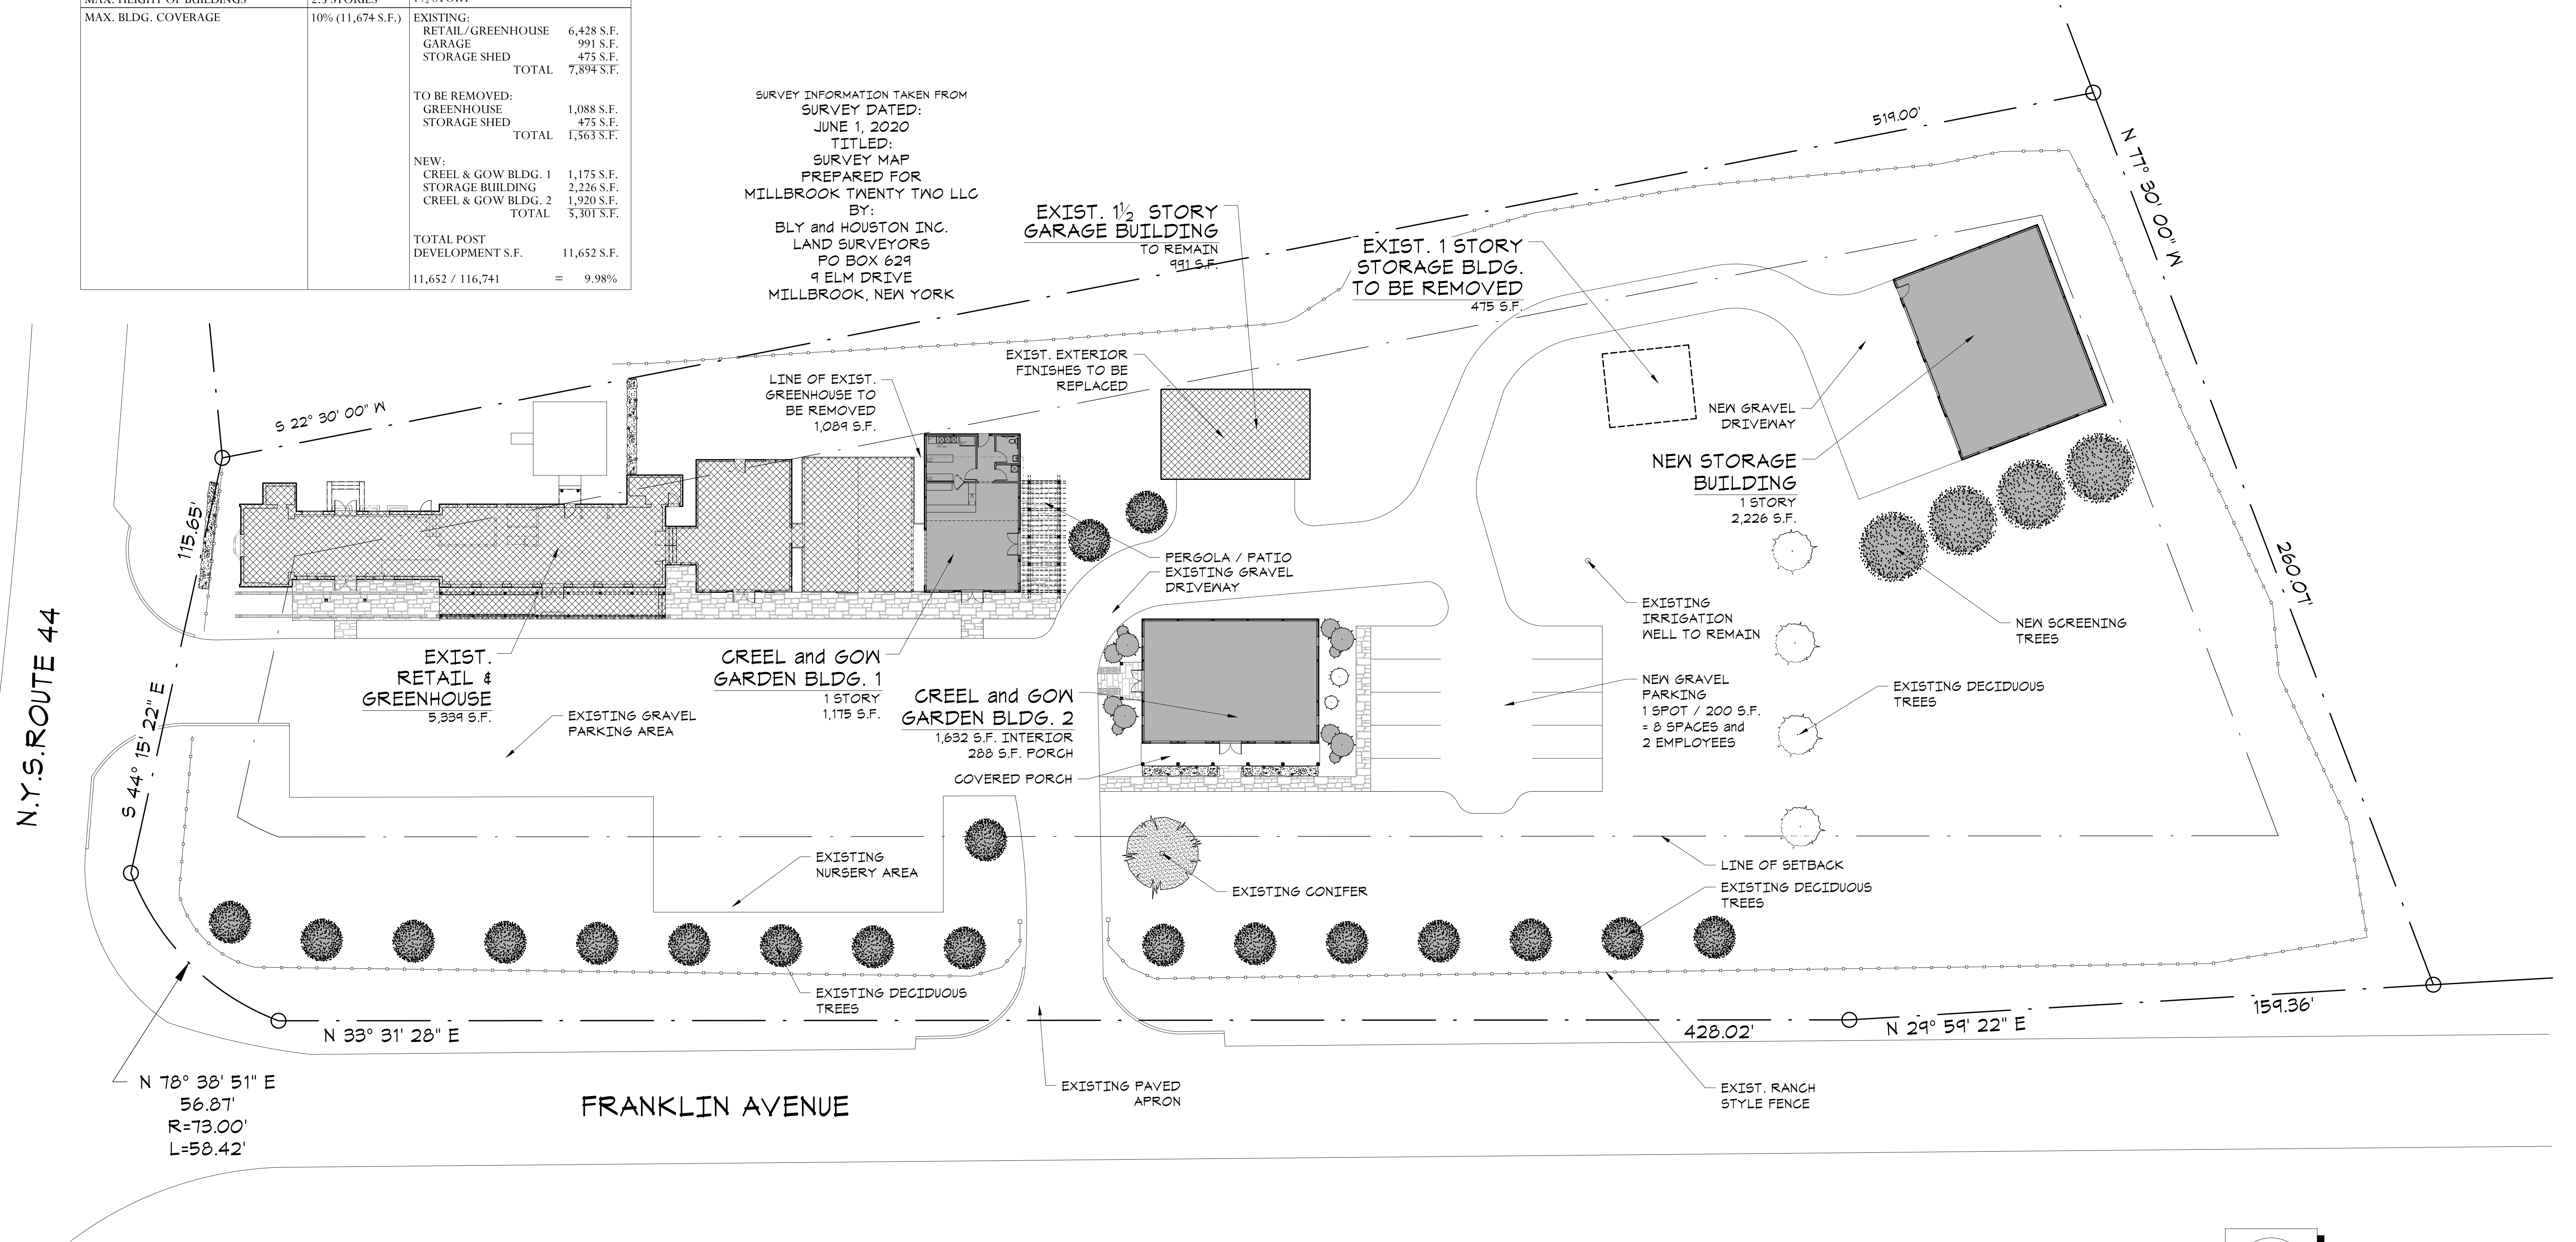 MAX. HEIGHT OF BUILDINGS 2.5 STORIES 1 ½ STORY
MAX. BLDG. COVERAGE 10% (11,674 S.F.) EXISTING:
RETAIL/GREENHOUSE 6,428 S.F.
GARAGE 991 S.F.
STORAGE SHED 475 S.F.
TOTAL 7,894 S.F.
TO BE REMOVED:
GREENHOUSE 1,088 S.F.
STORAGE SHED 475 S.F.
TOTAL 1,563 S.F.
NEW:
CREEL & GOW BLDG. 1 1,175 S.F.
STORAGE BUILDING 2,226 S.F.
CREEL & GOW BLDG. 2 1,920 S.F.
TOTAL 5,301 S.F.
TOTAL POST
DEVELOPMENT S.F. 11,652 S.F.
11,652 / 116,741 = 9.98%
SURVEY INFORMATION TAKEN FROM
SURVEY DATED:
JUNE 1, 2020
TITLED:
SURVEY MAP
PREPARED FOR
MILLBROOK TWENTY TWO LLC
BY:
BLY and HOUSTON INC.
LAND SURVEYORS
PO BOX 629
9 ELM DRIVE
MILLBROOK, NEW YORK
EXIST. 1½ STORY
GARAGE BUILDING
TO REMAIN
991 S.F.
EXIST. 1 STORY
STORAGE BLDG.
TO BE REMOVED
475 S.F.
519.00'
N 77° 30' 00" W
260.07'
S 22° 30' 00" W
115.65'
S 44° 15' 22" E
N.Y.S.ROUTE 44
LINE OF EXIST.
GREENHOUSE TO
BE REMOVED
1,089 S.F.
EXIST. EXTERIOR
FINISHES TO BE
REPLACED
NEW GRAVEL
DRIVEWAY
NEW STORAGE
BUILDING
1 STORY
2,226 S.F.
PERGOLA / PATIO
EXISTING GRAVEL
DRIVEWAY
EXISTING
IRRIGATION
WELL TO REMAIN
NEW SCREENING
TREES
EXIST.
RETAIL &
GREENHOUSE
5,339 S.F.
CREEL and GOW
GARDEN BLDG. 1
1 STORY
1,175 S.F.
CREEL and GOW
GARDEN BLDG. 2
1,632 S.F. INTERIOR
288 S.F. PORCH
COVERED PORCH
NEW GRAVEL
PARKING
1 SPOT / 200 S.F.
= 8 SPACES and
2 EMPLOYEES
EXISTING DECIDUOUS
TREES
EXISTING GRAVEL
PARKING AREA
EXISTING
NURSERY AREA
EXISTING CONIFER
LINE OF SETBACK
EXISTING DECIDUOUS
TREES
EXISTING DECIDUOUS
TREES
N 33° 31' 28" E
428.02'
N 29° 59' 22" E
159.36'
N 78° 38' 51" E
56.87'
R=73.00'
L=58.42'
FRANKLIN AVENUE
EXISTING PAVED
APRON
EXIST. RANCH
STYLE FENCE